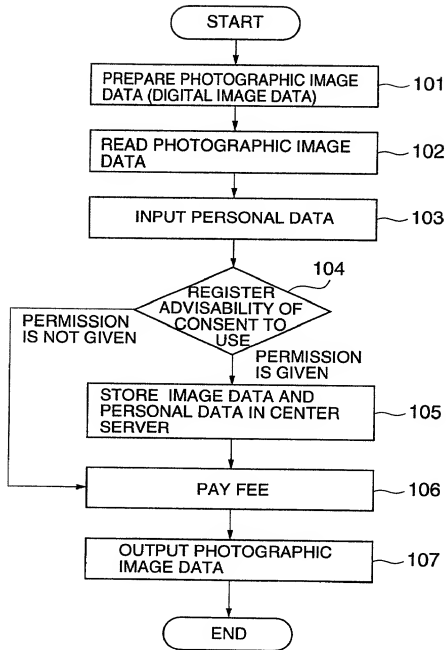 START
PREPARE PHOTOGRAPHIC IMAGE
DATA (DIGITAL IMAGE DATA)
101
READ PHOTOGRAPHIC IMAGE
DATA
102
INPUT PERSONAL DATA
103
104
REGISTER
ADVISABILITY OF
CONSENT TO
USE
PERMISSION
IS NOT GIVEN
PERMISSION
IS GIVEN
STORE IMAGE DATA AND
PERSONAL DATA IN CENTER
SERVER
105
PAY FEE
106
OUTPUT PHOTOGRAPHIC
IMAGE DATA
107
END